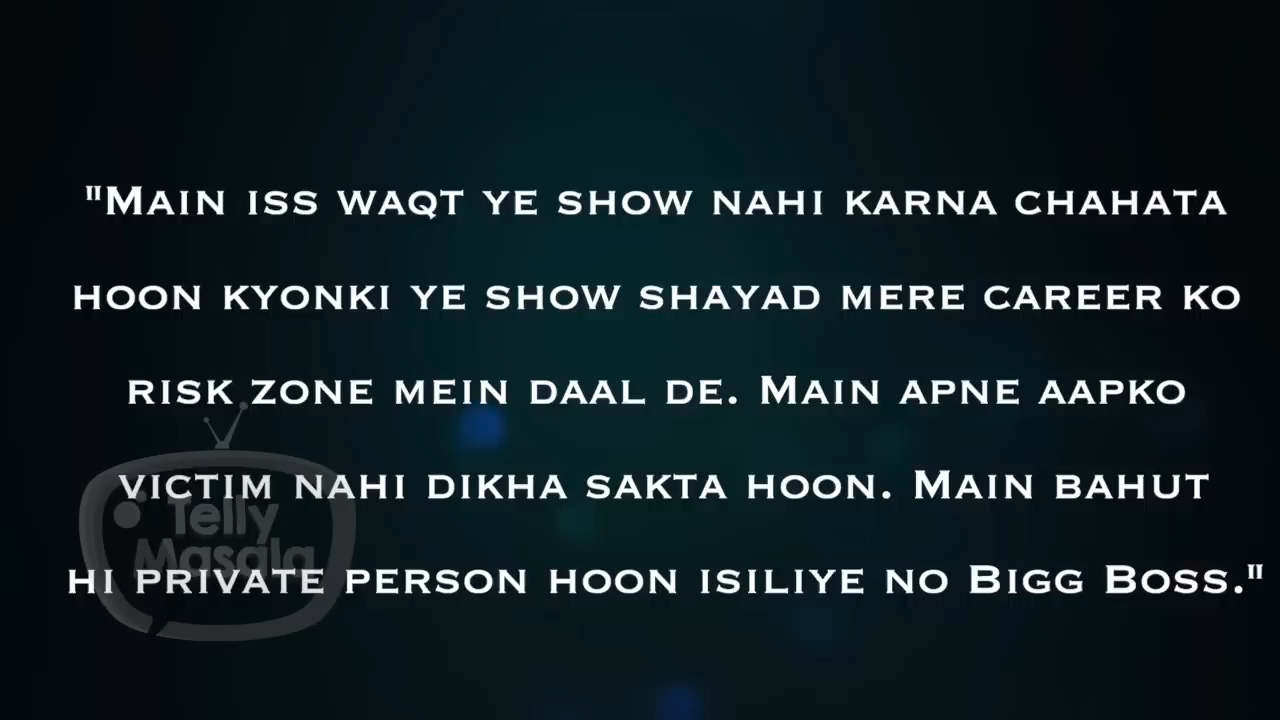 "Main iss waqt ye show nahi karna chahata
hoon kyonki ye show shayad mere career ko
risk zone mein daal de. Main apne aapko
victim nahi dikha sakta hoon. Main bahut
hi private person hoon isiliye no Bigg Boss."
Telly
Masala